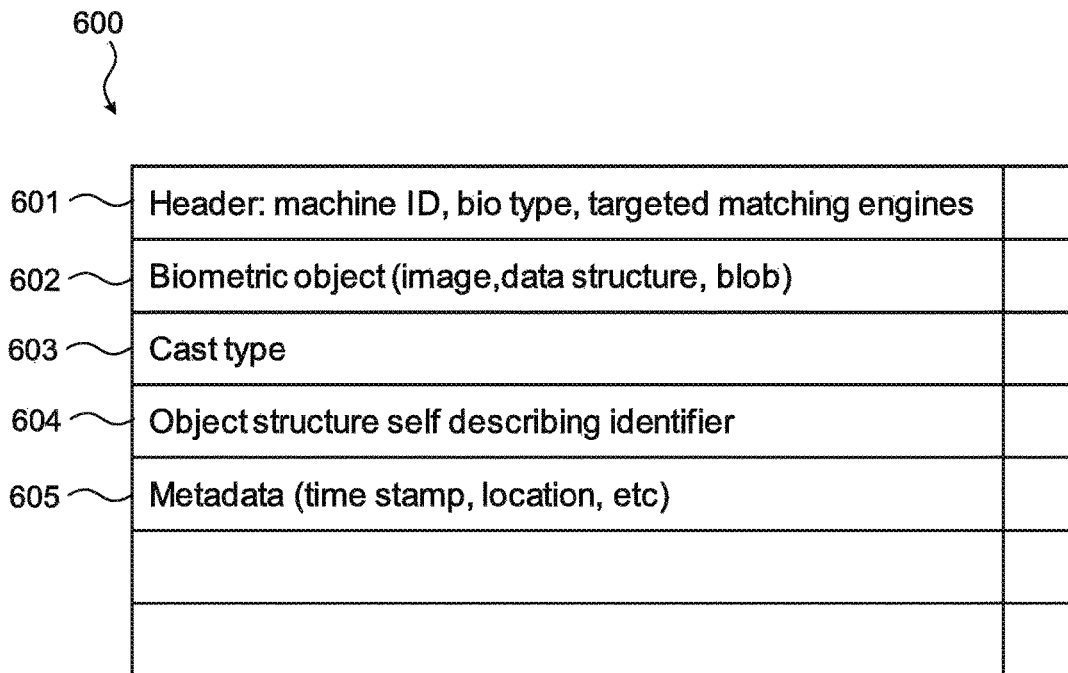 600
601 Header: machine ID, bio type, targeted matching engines
602 Biometric object (image,data structure, blob)
603 Cast type
604 Object structure self describing identifier
605 Metadata (time stamp, location, etc)